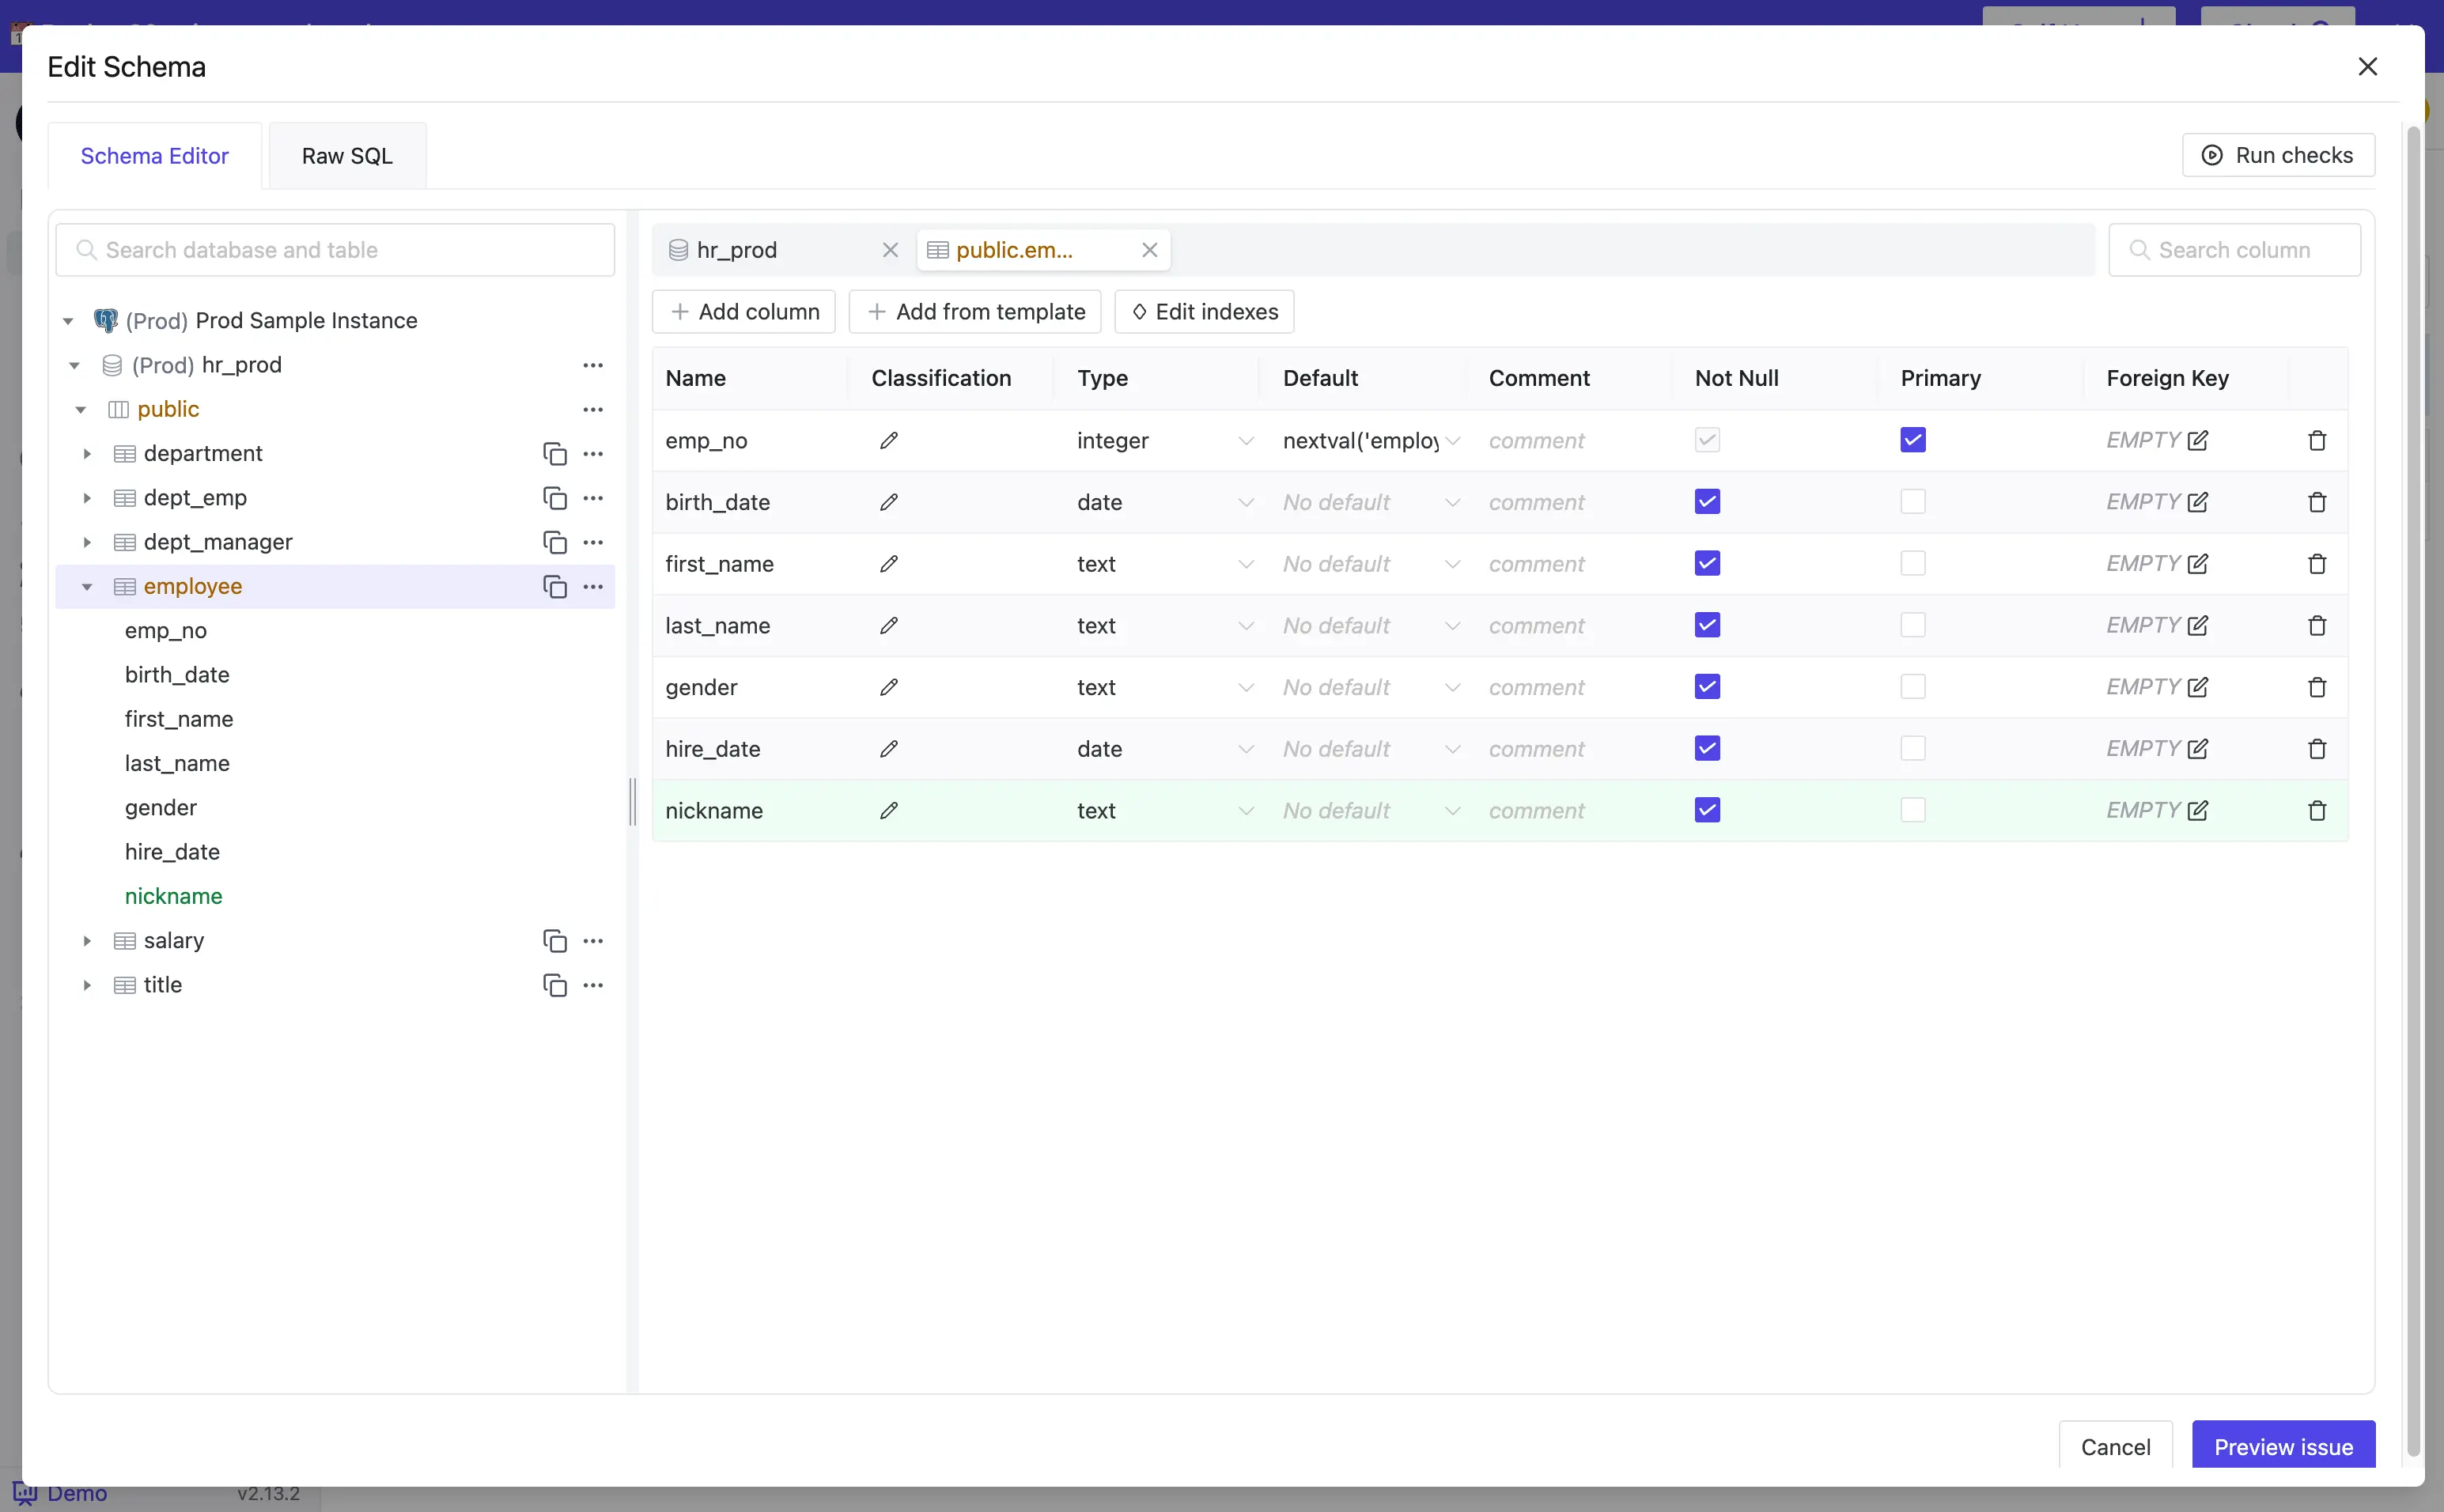 Edit Schema
Schema Editor
Raw SQL
Run checks
Search database and table
hr_prod
public.em...
Search column
(Prod) Prod Sample Instance
(Prod) hr_prod
public
department
dept_emp
dept_manager
employee
emp_no
birth_date
first_name
last_name
gender
hire_date
nickname
salary
title
Add column
Add from template
Edit indexes
Name Classification Type Default Comment Not Null Primary Foreign Key
emp_no integer nextval('employ comment EMPTY
birth_date date No default comment EMPTY
first_name text No default comment EMPTY
last_name text No default comment EMPTY
gender text No default comment EMPTY
hire_date date No default comment EMPTY
nickname text No default comment EMPTY
Cancel
Preview issue
Demo
v2.13.2